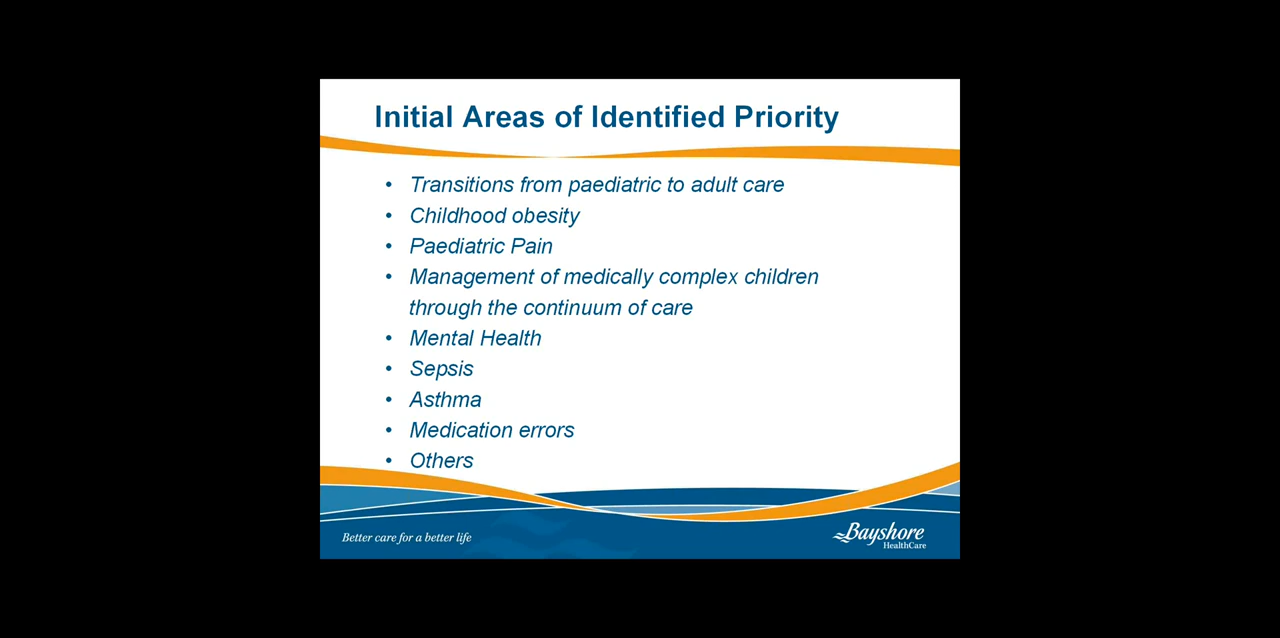 Initial Areas of Identified Priority
• Transitions from paediatric to adult care
• Childhood obesity
• Paediatric Pain
• Management of medically complex children
through the continuum of care
• Mental Health
• Sepsis
• Asthma
• Medication errors
• Others
Better care for a better life
Bayshore
HealthCare